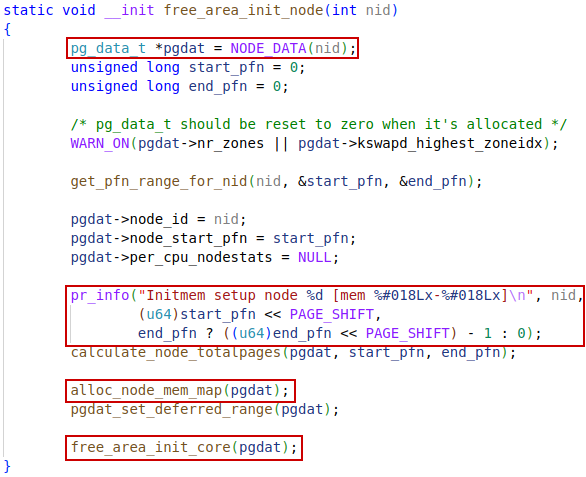 static void __init free_area_init_node(int nid)
{
        pg_data_t *pgdat = NODE_DATA(nid);
        unsigned long start_pfn = 0;
        unsigned long end_pfn = 0;

        /* pg_data_t should be reset to zero when it's allocated */
        WARN_ON(pgdat->nr_zones || pgdat->kswapd_highest_zoneidx);

        get_pfn_range_for_nid(nid, &start_pfn, &end_pfn);

        pgdat->node_id = nid;
        pgdat->node_start_pfn = start_pfn;
        pgdat->per_cpu_nodestats = NULL;

        pr_info("Initmem setup node %d [mem %#018Lx-%#018Lx]\n", nid,
                (u64)start_pfn << PAGE_SHIFT,
                end_pfn ? ((u64)end_pfn << PAGE_SHIFT) - 1 : 0);
        calculate_node_totalpages(pgdat, start_pfn, end_pfn);

        alloc_node_mem_map(pgdat);
        pgdat_set_deferred_range(pgdat);

        free_area_init_core(pgdat);
}